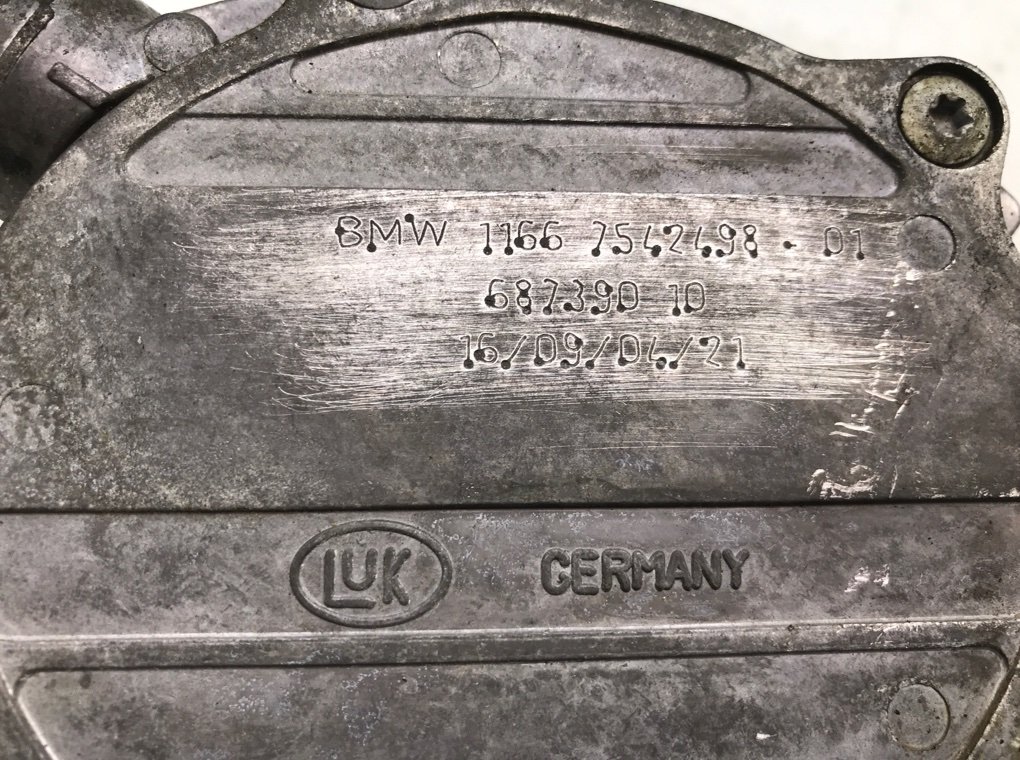 BMW 1166 7542498 - 01
687390 10
16/09/04/21
LUK
GERMANY